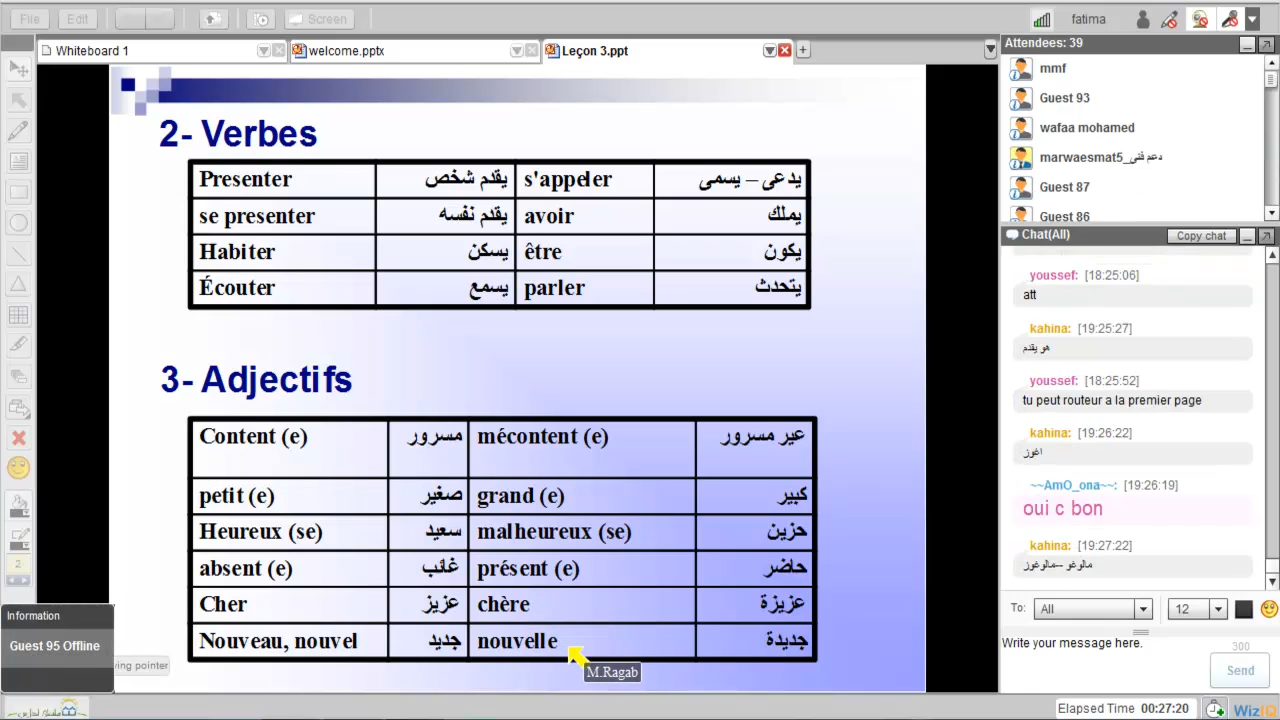 File Edit Screen fatima
Whiteboard 1 welcome.pptx Leçon 3.ppt
Attendees: 39
mmf
Guest 93
wafaa mohamed
marwaesmat5_دعم فنى
Guest 87
Guest 86
2- Verbes
Presenter يقدم شخص s'appeler يدعى – يسمى
se presenter يقدم نفسه avoir يملك
Habiter يسكن être يكون
Écouter يسمع parler يتحدث
3- Adjectifs
Content (e) مسرور mécontent (e) عير مسرور
petit (e) صغير grand (e) كبير
Heureux (se) سعيد malheureux (se) حزين
absent (e) غائب présent (e) حاضر
Cher عزيز chère عزيزة
Nouveau, nouvel جديد nouvelle جديدة
M.Ragab
Chat(All) Copy chat
youssef: [18:25:06]
att
kahina: [19:25:27]
هو يقدم
youssef: [18:25:52]
tu peut routeur a la premier page
kahina: [19:26:22]
اغوز
~~AmO_ona~~: [19:26:19]
oui c bon
kahina: [19:27:22]
مالوغو --مالوغوز
To: All 12
Write your message here.
300
Send
2
Information
Guest 95 Offline
ving pointer
Elapsed Time 00:27:20 WizIQ